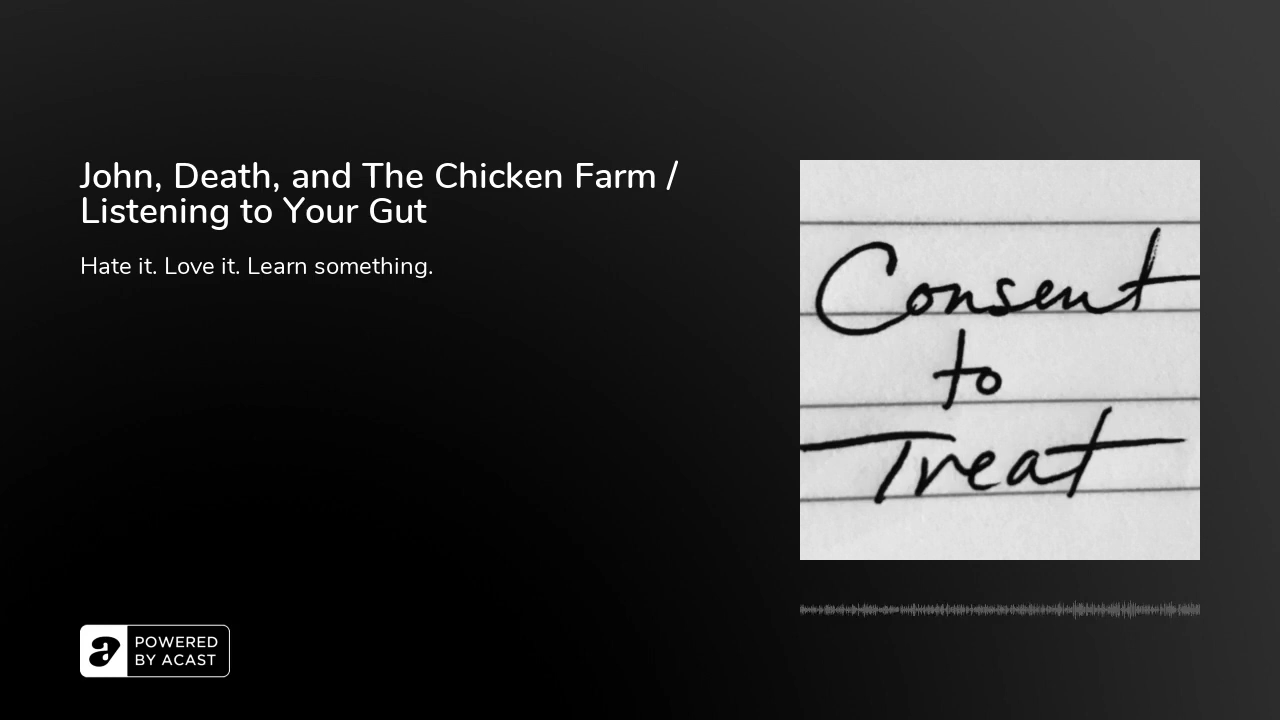 John, Death, and The Chicken Farm /
Listening to Your Gut
Hate it. Love it. Learn something.
Consent
to
Treat
a POWERED
BY ACAST